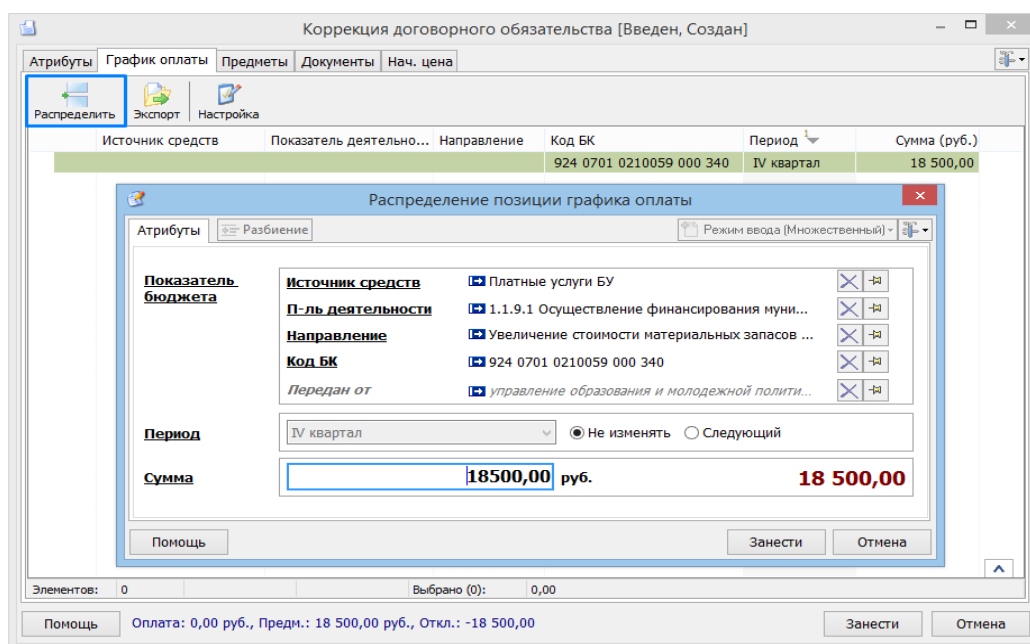 Коррекция договорного обязательства [Введен, Создан]
Атрибуты График оплаты Предметы Документы Нач. цена
Распределить Экспорт Настройка
Источник средств Показатель деятельно... Направление Код БК Период 1 Сумма (руб.)
924 0701 0210059 000 340 IV квартал 18 500,00
Распределение позиции графика оплаты
Атрибуты Разбиение Режим ввода (Множественный)
Показатель бюджета
Источник средств Платные услуги БУ
П-ль деятельности 1.1.9.1 Осуществление финансирования муни...
Направление Увеличение стоимости материальных запасов ...
Код БК 924 0701 0210059 000 340
Передан от управление образования и молодежной полити...
Период IV квартал Не изменять Следующий
Сумма 18500,00 руб. 18 500,00
Помощь Занести Отмена
Элементов: 0 Выбрано (0): 0,00
Помощь Оплата: 0,00 руб., Предм.: 18 500,00 руб., Откл.: -18 500,00 Занести Отмена